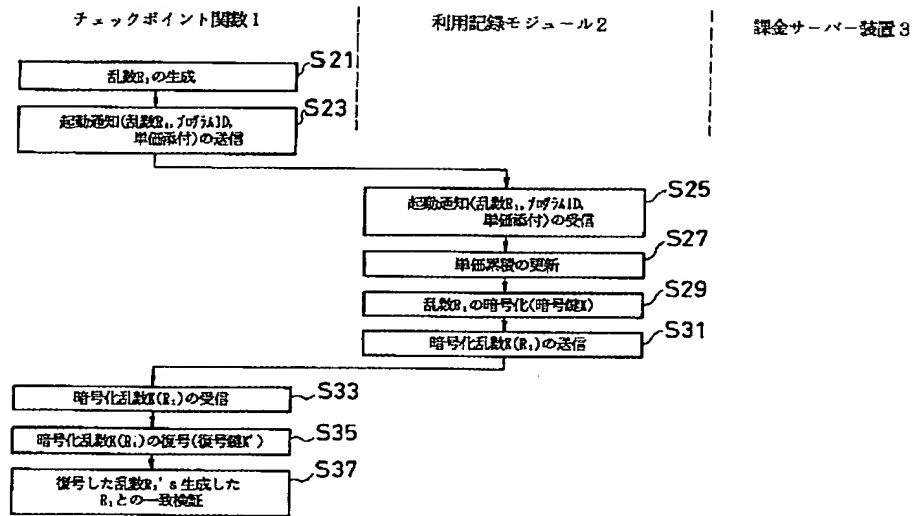 チェックポイント関数1
利用記録モジュール2
課金サーバー装置3
S21
乱数R₁の生成
S23
起動通知(乱数R₁,プログラムID,
単価添付)の送信
S25
起動通知(乱数R₁,プログラムID,
単価添付)の受信
S27
単価累積の更新
S29
乱数R₁の暗号化(暗号鍵K)
S31
暗号化乱数K(R₁)の送信
S33
暗号化乱数K(R₁)の受信
S35
暗号化乱数K(R₁)の復号(復号鍵K')
S37
復号した乱数R₁'s生成した
R₁との一致検証